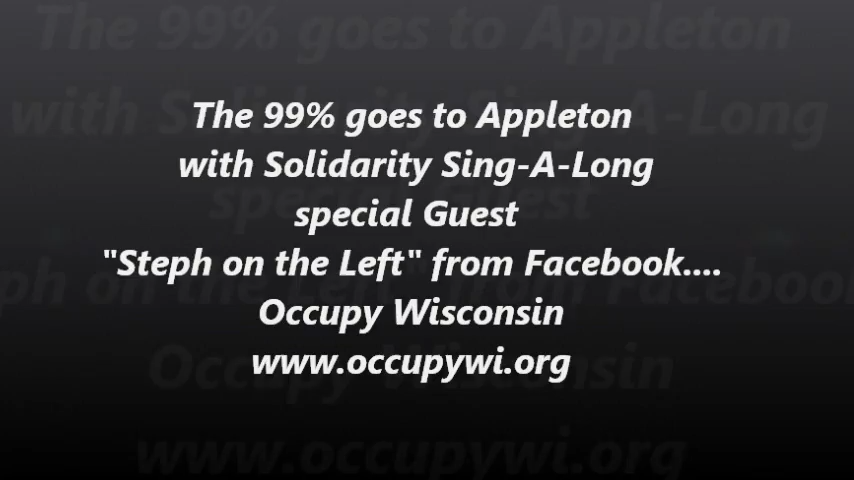 The 99% goes to Appleton
with Solidarity Sing-A-Long
special Guest
"Steph on the Left" from Facebook....
Occupy Wisconsin
www.occupywi.org